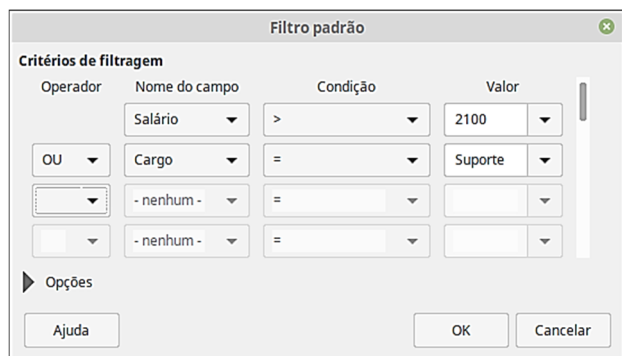 Filtro padrão
Critérios de filtragem
Operador Nome do campo Condição Valor
Salário > 2100
OU Cargo = Suporte
- nenhum - =
- nenhum - =
Opções
Ajuda OK Cancelar